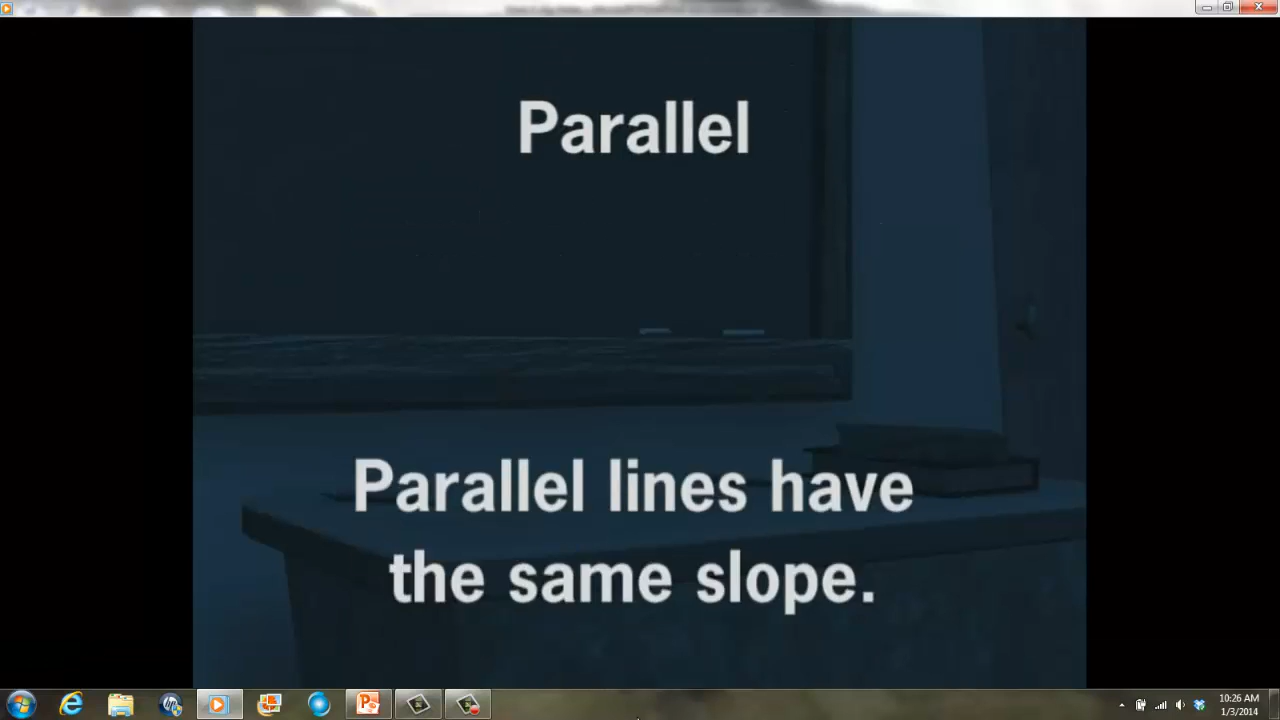 Parallel
Parallel lines have
the same slope.
10:26 AM
1/3/2014